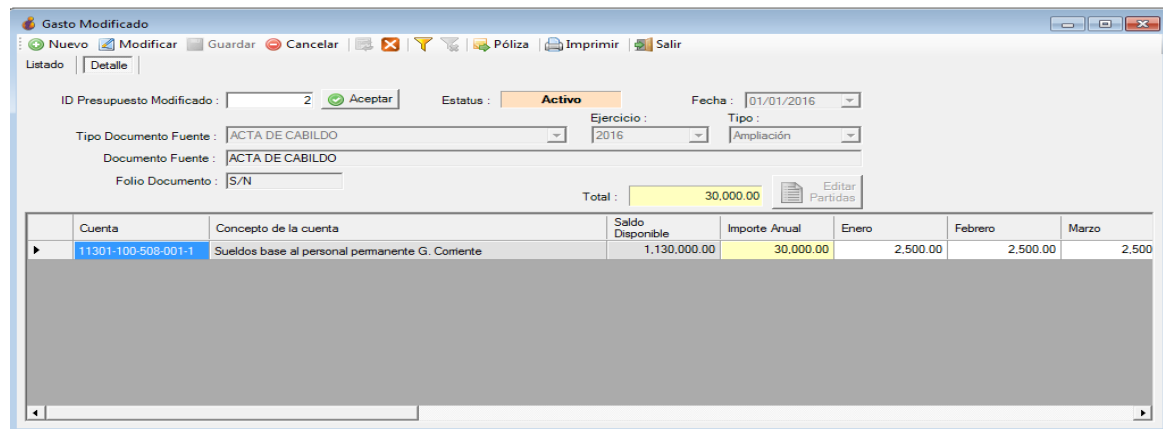 Gasto Modificado
Nuevo Modificar Guardar Cancelar Póliza Imprimir Salir
Listado Detalle
ID Presupuesto Modificado : 2 Aceptar Estatus : Activo Fecha : 01/01/2016
Ejercicio : Tipo :
Tipo Documento Fuente : ACTA DE CABILDO 2016 Ampliación
Documento Fuente : ACTA DE CABILDO
Folio Documento : S/N
Total : 30,000.00 Editar Partidas
Cuenta Concepto de la cuenta Saldo Disponible Importe Anual Enero Febrero Marzo
11301-100-508-001-1 Sueldos base al personal permanente G. Corriente 1,130,000.00 30,000.00 2,500.00 2,500.00 2,500